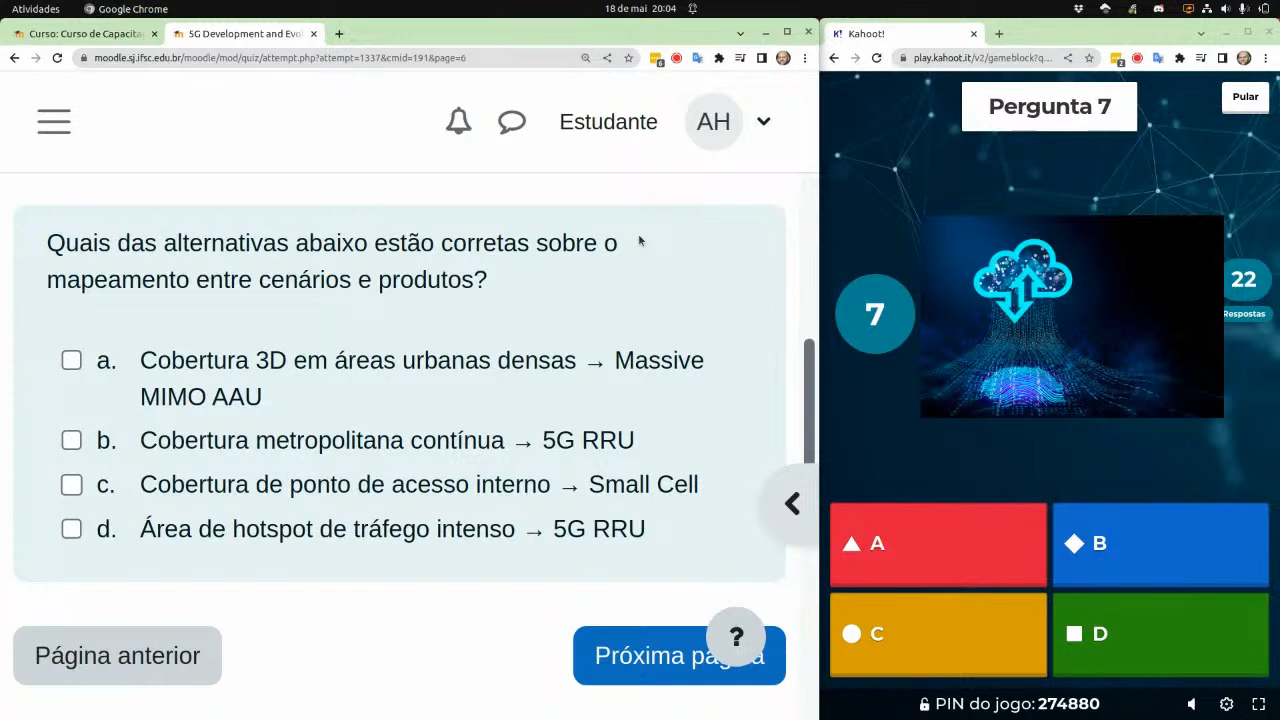 Atividades
Google Chrome
18 de mai 20:04
Curso: Curso de Capacita
5G Development and Evol
moodle.sj.ifsc.edu.br/moodle/mod/quiz/attempt.php?attempt=1337&cmid=191&page=6
6
Estudante
AH
Quais das alternativas abaixo estão corretas sobre o
mapeamento entre cenários e produtos?
a. Cobertura 3D em áreas urbanas densas → Massive
MIMO AAU
b. Cobertura metropolitana contínua → 5G RRU
c. Cobertura de ponto de acesso interno → Small Cell
d. Área de hotspot de tráfego intenso → 5G RRU
Página anterior
Próxima
?
K! Kahoot!
play.kahoot.it/v2/gameblock?q...
2
Pergunta 7
Pular
7
22
Respostas
A
B
C
D
PIN do jogo: 274880